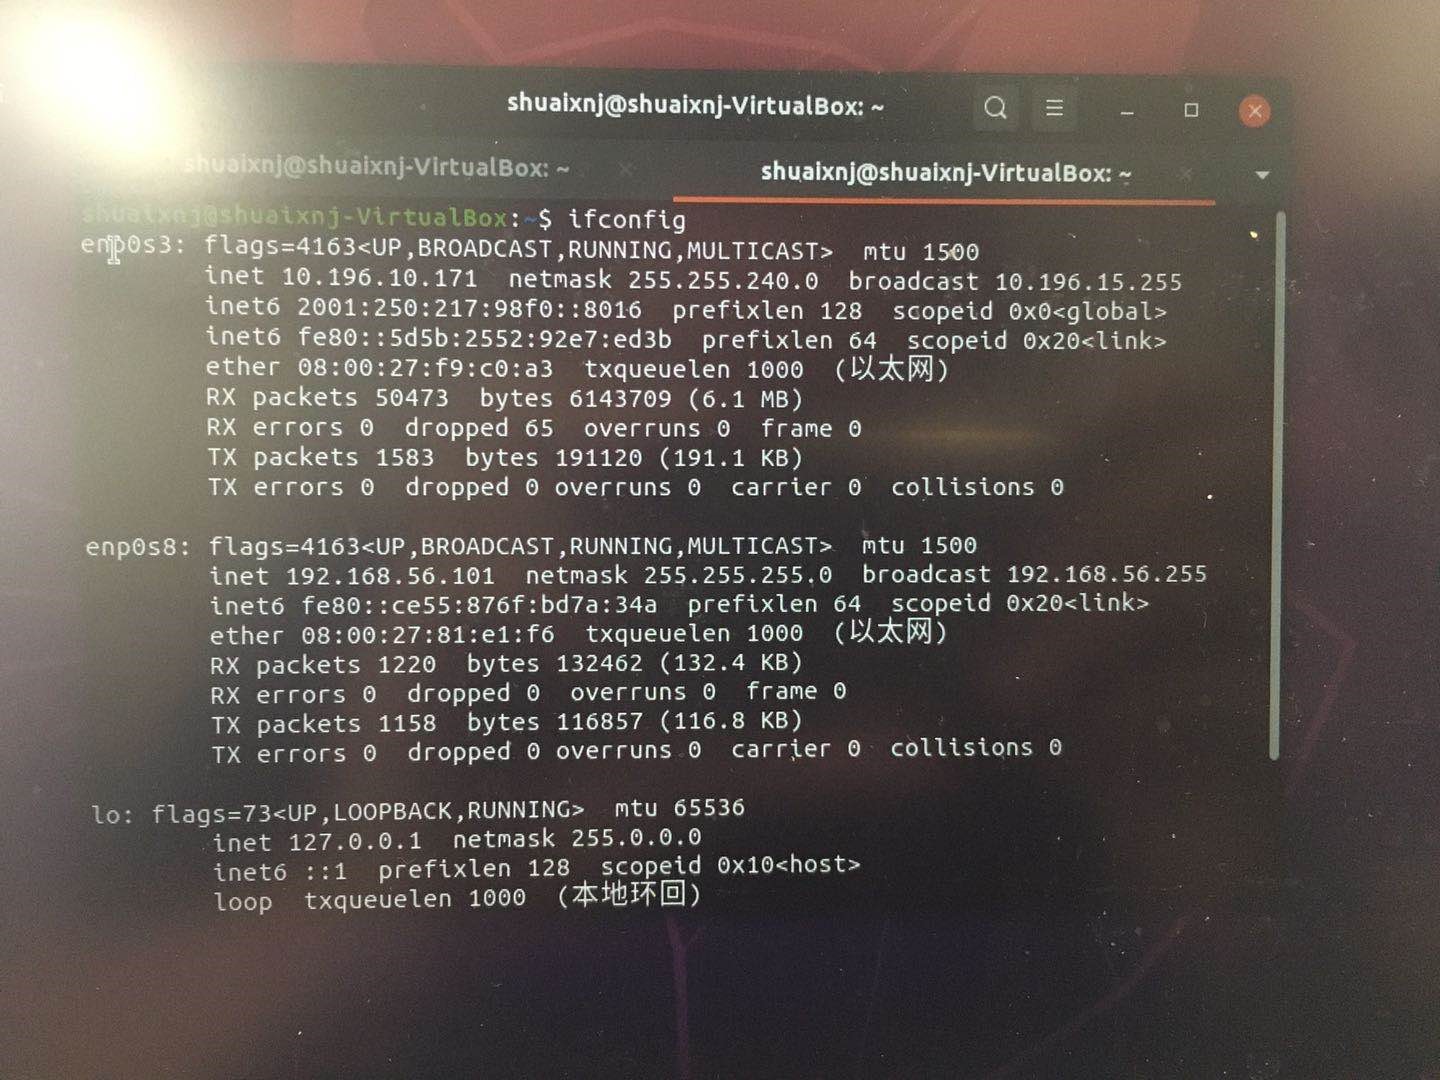 shuaixnj@shuaixnj-VirtualBox: ~
shuaixnj@shuaixnj-VirtualBox: ~
shuaixnj@shuaixnj-VirtualBox: ~
shuaixnj@shuaixnj-VirtualBox:~$ ifconfig
enp0s3: flags=4163<UP,BROADCAST,RUNNING,MULTICAST>  mtu 1500
inet 10.196.10.171  netmask 255.255.240.0  broadcast 10.196.15.255
inet6 2001:250:217:98f0::8016  prefixlen 128  scopeid 0x0<global>
inet6 fe80::5d5b:2552:92e7:ed3b  prefixlen 64  scopeid 0x20<link>
ether 08:00:27:f9:c0:a3  txqueuelen 1000  (以太网)
RX packets 50473  bytes 6143709 (6.1 MB)
RX errors 0  dropped 65  overruns 0  frame 0
TX packets 1583  bytes 191120 (191.1 KB)
TX errors 0  dropped 0 overruns 0  carrier 0  collisions 0
enp0s8: flags=4163<UP,BROADCAST,RUNNING,MULTICAST>  mtu 1500
inet 192.168.56.101  netmask 255.255.255.0  broadcast 192.168.56.255
inet6 fe80::ce55:876f:bd7a:34a  prefixlen 64  scopeid 0x20<link>
ether 08:00:27:81:e1:f6  txqueuelen 1000  (以太网)
RX packets 1220  bytes 132462 (132.4 KB)
RX errors 0  dropped 0  overruns 0  frame 0
TX packets 1158  bytes 116857 (116.8 KB)
TX errors 0  dropped 0 overruns 0  carrier 0  collisions 0
lo: flags=73<UP,LOOPBACK,RUNNING>  mtu 65536
inet 127.0.0.1  netmask 255.0.0.0
inet6 ::1  prefixlen 128  scopeid 0x10<host>
loop  txqueuelen 1000  (本地环回)